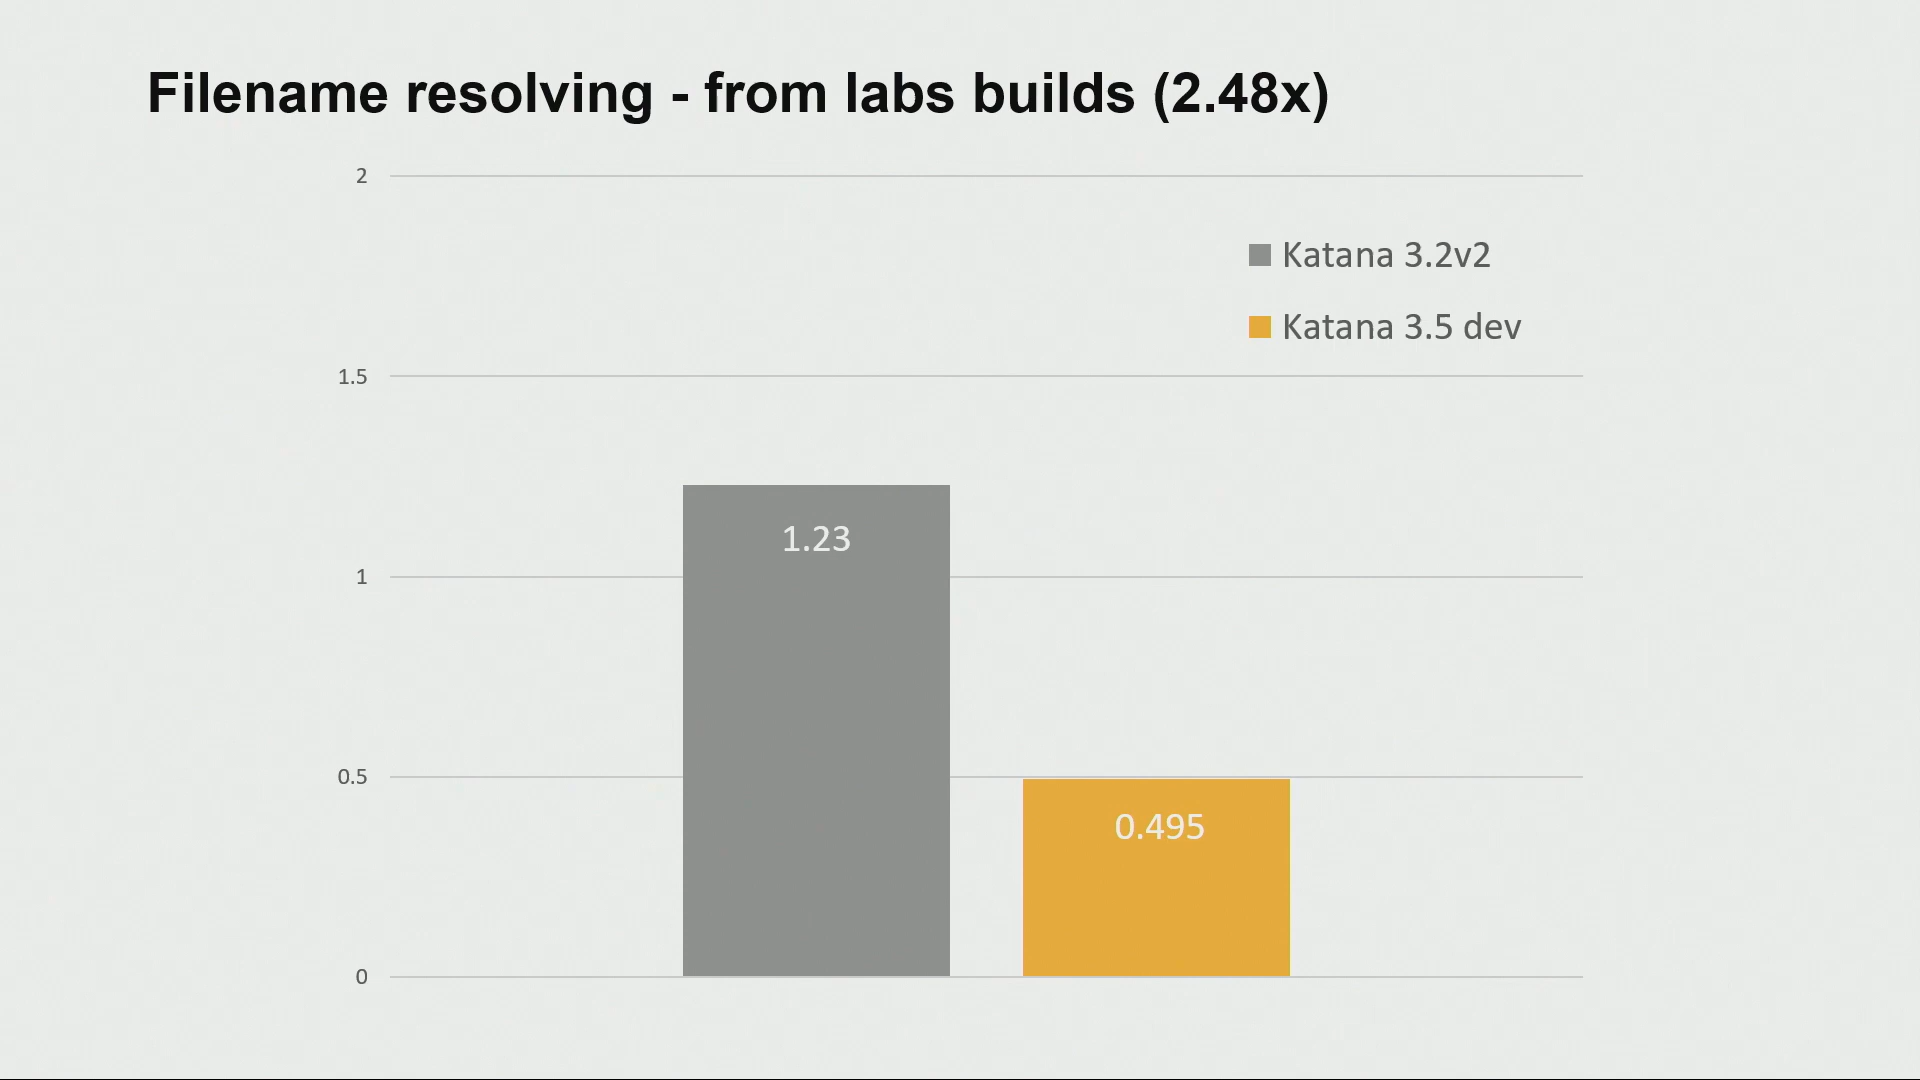 Filename resolving - from labs builds (2.48x)
2
Katana 3.2v2
Katana 3.5 dev
1.5
1.23
1
0.5
0.495
0